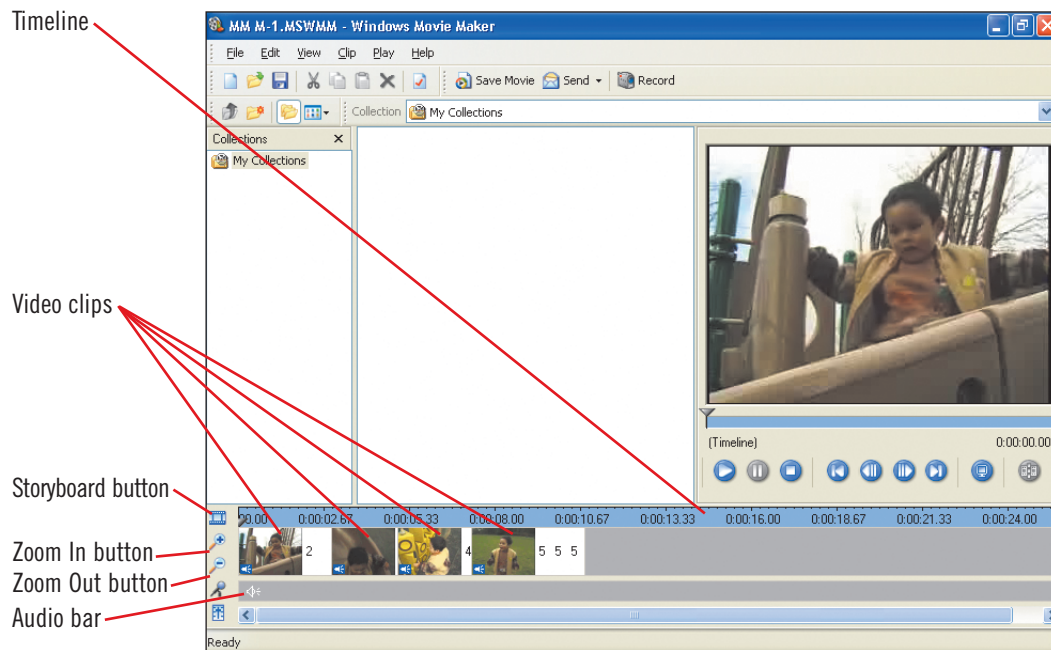 Timeline
MM M-1.MSWMM - Windows Movie Maker
File Edit View Clip Play Help
Save Movie Send Record
Collection My Collections
Collections
My Collections
(Timeline) 0:00:00.00
Video clips
Storyboard button
0:00:02.67 0:00:05.33 0:00:08.00 0:00:10.67 0:00:13.33 0:00:16.00 0:00:18.67 0:00:21.33 0:00:24.00
Zoom In button
2 4 5 5 5
Zoom Out button
Audio bar
Ready